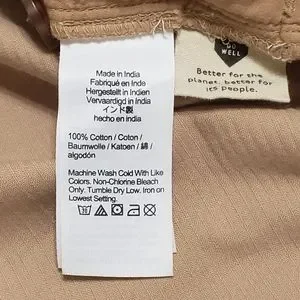 DO
WELL
Better for the
planet. better for
its people.
Made in India
Fabriqué en Inde
Hergestellt in Indien
Vervaardigd in India
インド製
hecho en indio
100% Cotton / Coton /
Baumwolle / Katoen / 綿 /
algodón
Machine Wash Cold With Like
Colors. Non-Chlorine Bleach
Only. Tumble Dry Low. Iron on
Lowest Setting.